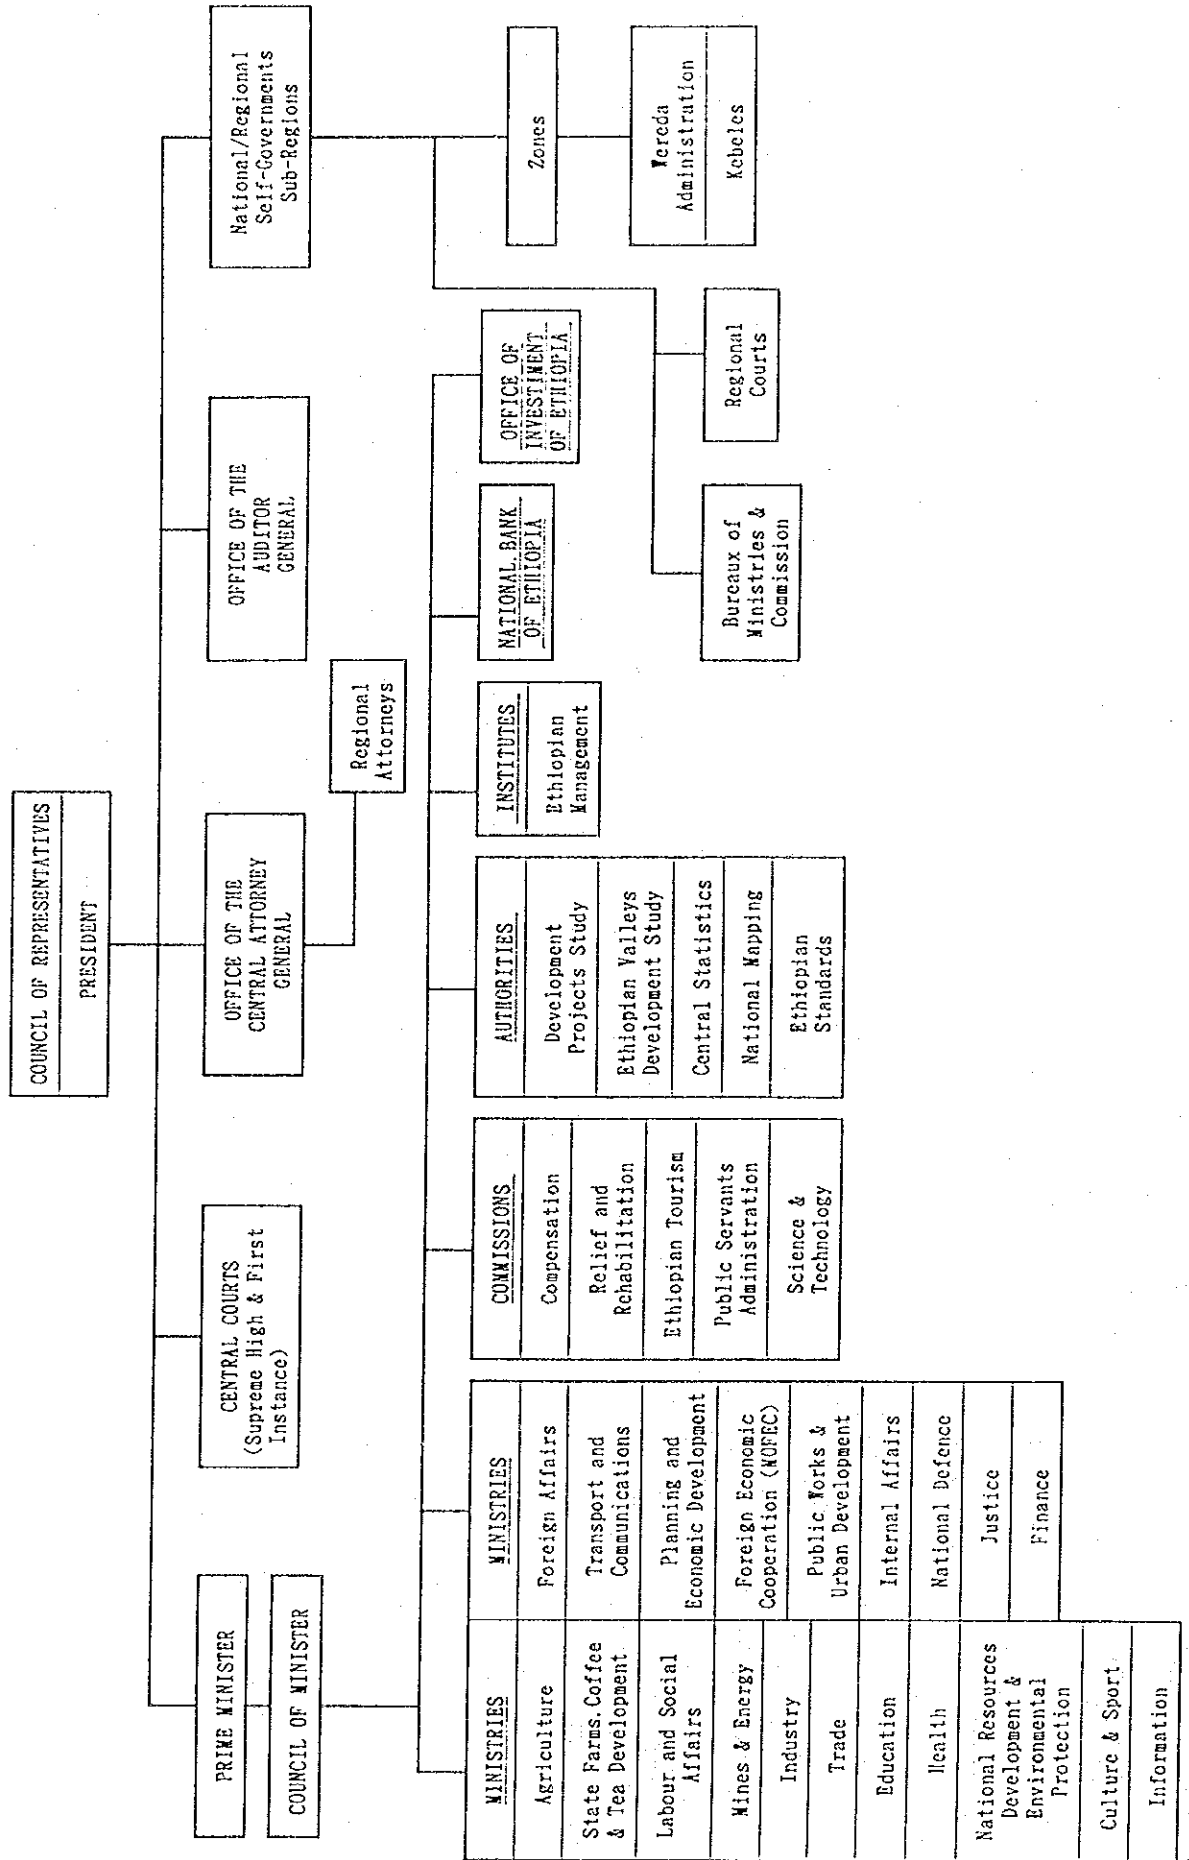 COUNCIL OF REPRESENTATIVES
PRESIDENT
PRIME MINISTER
COUNCIL OF MINISTER
CENTRAL COURTS
(Supreme High & First
Instance)
OFFICE OF THE
CENTRAL ATTORNEY
GENERAL
Regional
Attorneys
OFFICE OF THE
AUDITOR
GENERAL
National/Regional
Self-Governments
Sub-Regions
MINISTRIES
Agriculture
State Farms.Coffee
& Tea Development
Labour and Social
Affairs
Mines & Energy
Industry
Trade
Education
Health
National Resources
Development &
Environmental
Protection
Culture & Sport
Information
MINISTRIES
Foreign Affairs
Transport and
Communications
Planning and
Economic Development
Foreign Economic
Cooperation (MOFEC)
Public Works &
Urban Development
Internal Affairs
National Defence
Justice
Finance
COMMISSIONS
Compensation
Relief and
Rehabilitation
Ethiopian Tourism
Public Servants
Administration
Science &
Technology
AUTHORITIES
Development
Projects Study
Ethiopian Valleys
Development Study
Central Statistics
National Mapping
Ethiopian
Standards
INSTITUTES
Ethiopian
Management
NATIONAL.BANK
OF ETHIOPIA
OFFICE OF
INVESTIMENT
OF ETHIOPIA
Zones
Wereda
Administration
Kebeles
Bureaux of
Ministries &
Commission
Regional
Courts